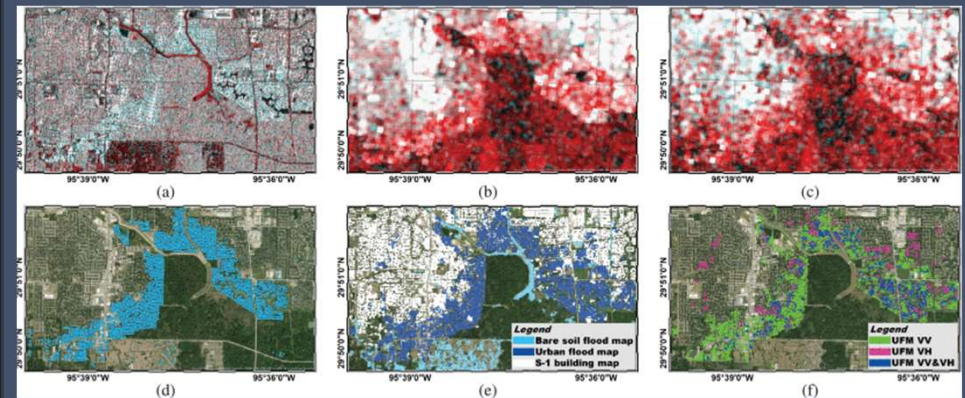 29°51'0"N
29°50'0"N
95°39'0"W
95°36'0"W
(a)
29°51'0"N
29°50'0"N
95°39'0"W
95°36'0"W
(b)
29°51'0"N
29°50'0"N
95°39'0"W
95°36'0"W
(c)
29°51'0"N
29°50'0"N
95°39'0"W
95°36'0"W
(d)
29°51'0"N
29°50'0"N
Legend
Bare soil flood map
Urban flood map
S-1 building map
95°39'0"W
95°36'0"W
(e)
29°51'0"N
29°50'0"N
Legend
UFM VV
UFM VH
UFM VV&VH
95°39'0"W
95°36'0"W
(f)